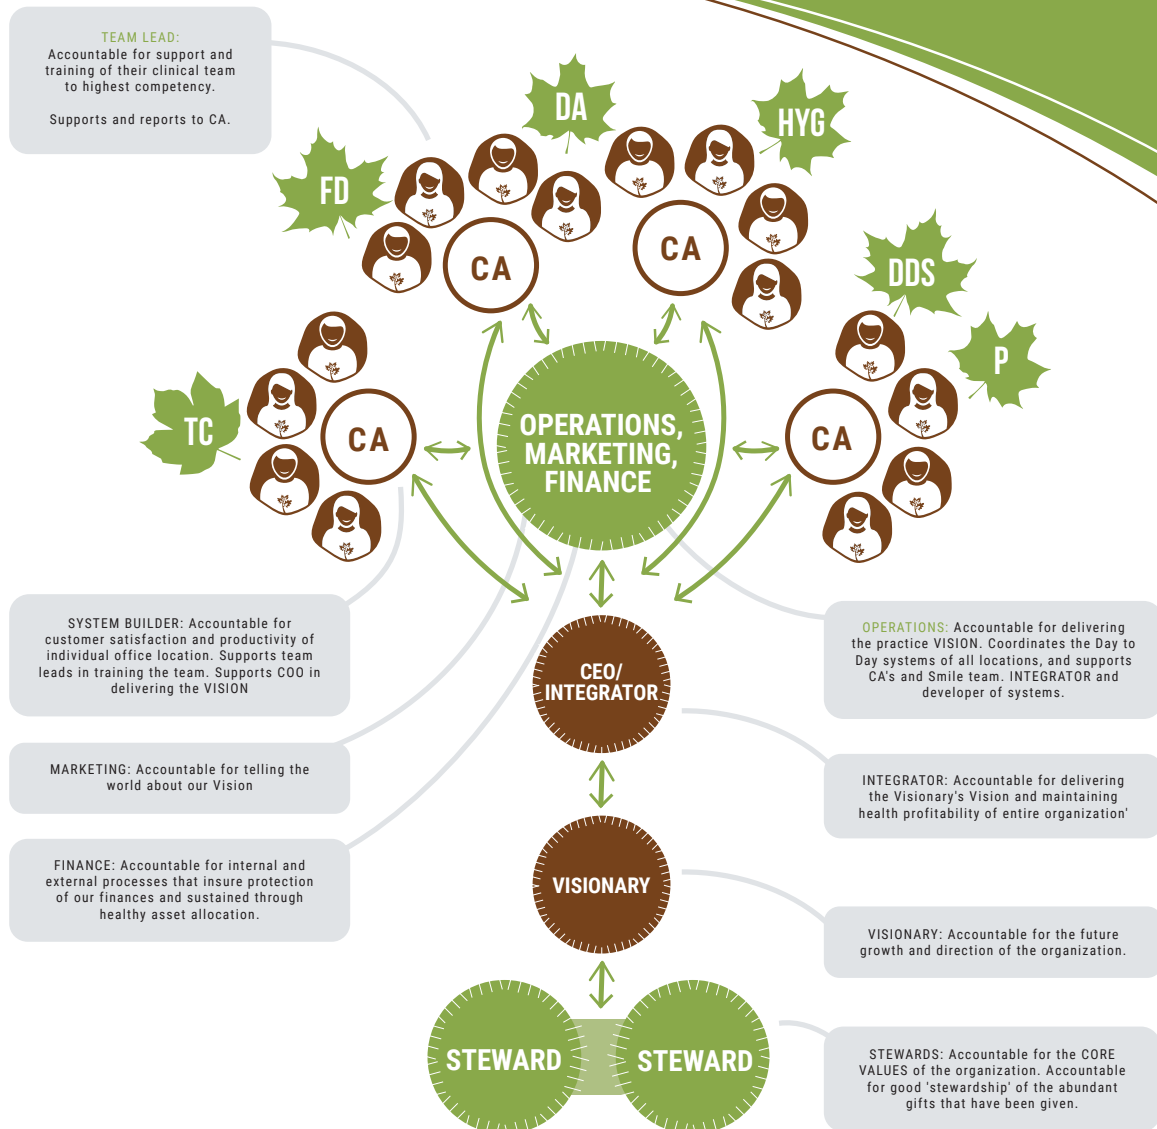 TEAM LEAD:
Accountable for support and
training of their clinical team
to highest competency.
Supports and reports to CA.
DA
HYG
FD
CA
CA
DDS
P
TC
CA
CA
OPERATIONS,
MARKETING,
FINANCE
SYSTEM BUILDER: Accountable for
customer satisfaction and productivity of
individual office location. Supports team
leads in training the team. Supports COO in
delivering the VISION
OPERATIONS: Accountable for delivering
the practice VISION. Coordinates the Day to
Day systems of all locations, and supports
CA's and Smile team. INTEGRATOR and
developer of systems.
CEO/
INTEGRATOR
MARKETING: Accountable for telling the
world about our Vision
INTEGRATOR: Accountable for delivering
the Visionary's Vision and maintaining
health profitability of entire organization'
FINANCE: Accountable for internal and
external processes that insure protection
of our finances and sustained through
healthy asset allocation.
VISIONARY
VISIONARY: Accountable for the future
growth and direction of the organization.
STEWARD
STEWARD
STEWARDS: Accountable for the CORE
VALUES of the organization. Accountable
for good 'stewardship' of the abundant
gifts that have been given.